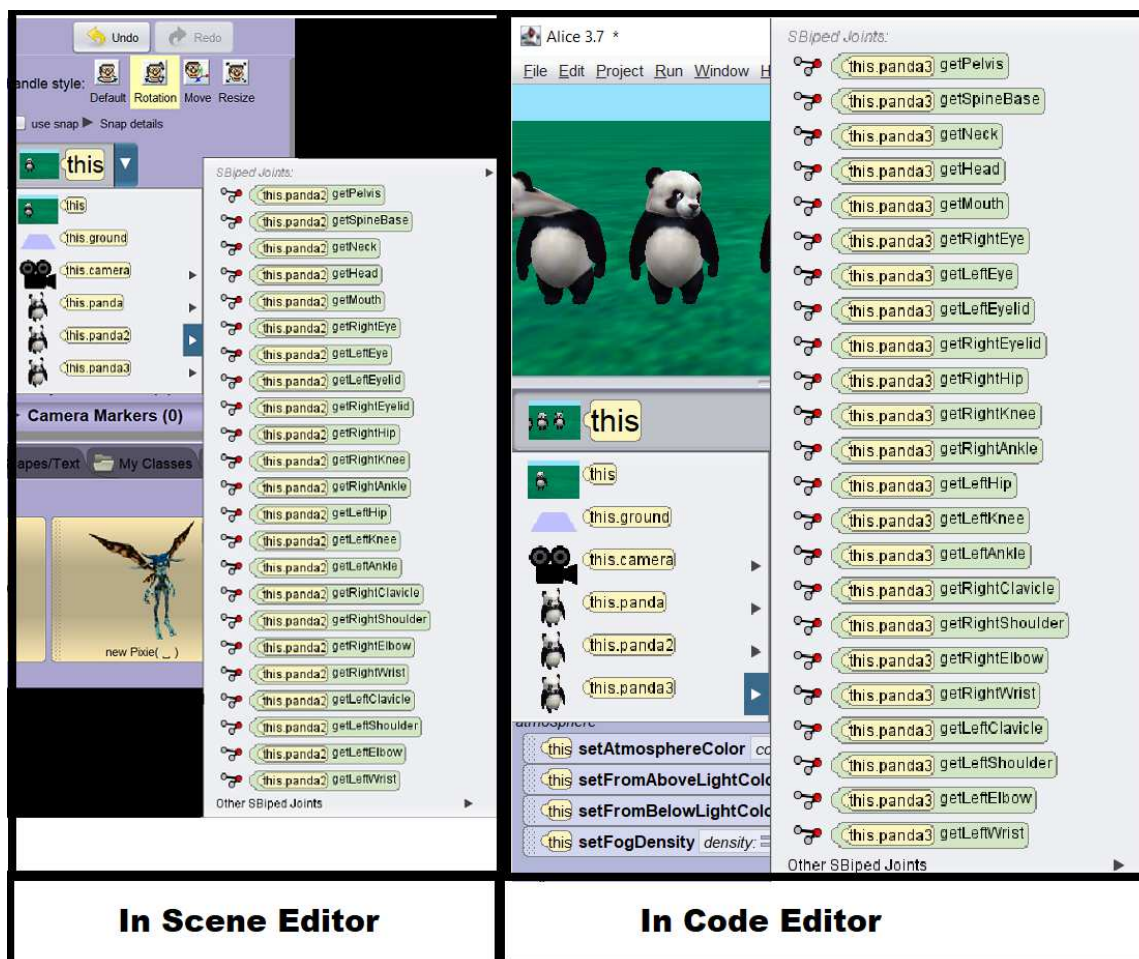 Undo
Redo
andle style:
Default Rotation Move Resize
use snap Snap details
this
this
this.ground
this.camera
this.panda
this.panda2
this.panda3
Camera Markers (0)
apes/Text My Classes
new Pixie( _ )
SBiped Joints:
this.panda2 getPelvis
this.panda2 getSpineBase
this.panda2 getNeck
this.panda2 getHead
this.panda2 getMouth
this.panda2 getRightEye
this.panda2 getLeftEye
this.panda2 getLeftEyelid
this.panda2 getRightEyelid
this.panda2 getRightHip
this.panda2 getRightKnee
this.panda2 getRightAnkle
this.panda2 getLeftHip
this.panda2 getLeftKnee
this.panda2 getLeftAnkle
this.panda2 getRightClavicle
this.panda2 getRightShoulder
this.panda2 getRightElbow
this.panda2 getRightWrist
this.panda2 getLeftClavicle
this.panda2 getLeftShoulder
this.panda2 getLeftElbow
this.panda2 getLeftWrist
Other SBiped Joints
In Scene Editor
Alice 3.7 *
File Edit Project Run Window H
this
this
this.ground
this.camera
this.panda
this.panda2
this.panda3
atmosphere
this setAtmosphereColor co
this setFromAboveLightColo
this setFromBelowLightColo
this setFogDensity density:
SBiped Joints:
this.panda3 getPelvis
this.panda3 getSpineBase
this.panda3 getNeck
this.panda3 getHead
this.panda3 getMouth
this.panda3 getRightEye
this.panda3 getLeftEye
this.panda3 getLeftEyelid
this.panda3 getRightEyelid
this.panda3 getRightHip
this.panda3 getRightKnee
this.panda3 getRightAnkle
this.panda3 getLeftHip
this.panda3 getLeftKnee
this.panda3 getLeftAnkle
this.panda3 getRightClavicle
this.panda3 getRightShoulder
this.panda3 getRightElbow
this.panda3 getRightWrist
this.panda3 getLeftClavicle
this.panda3 getLeftShoulder
this.panda3 getLeftElbow
this.panda3 getLeftWrist
Other SBiped Joints
In Code Editor